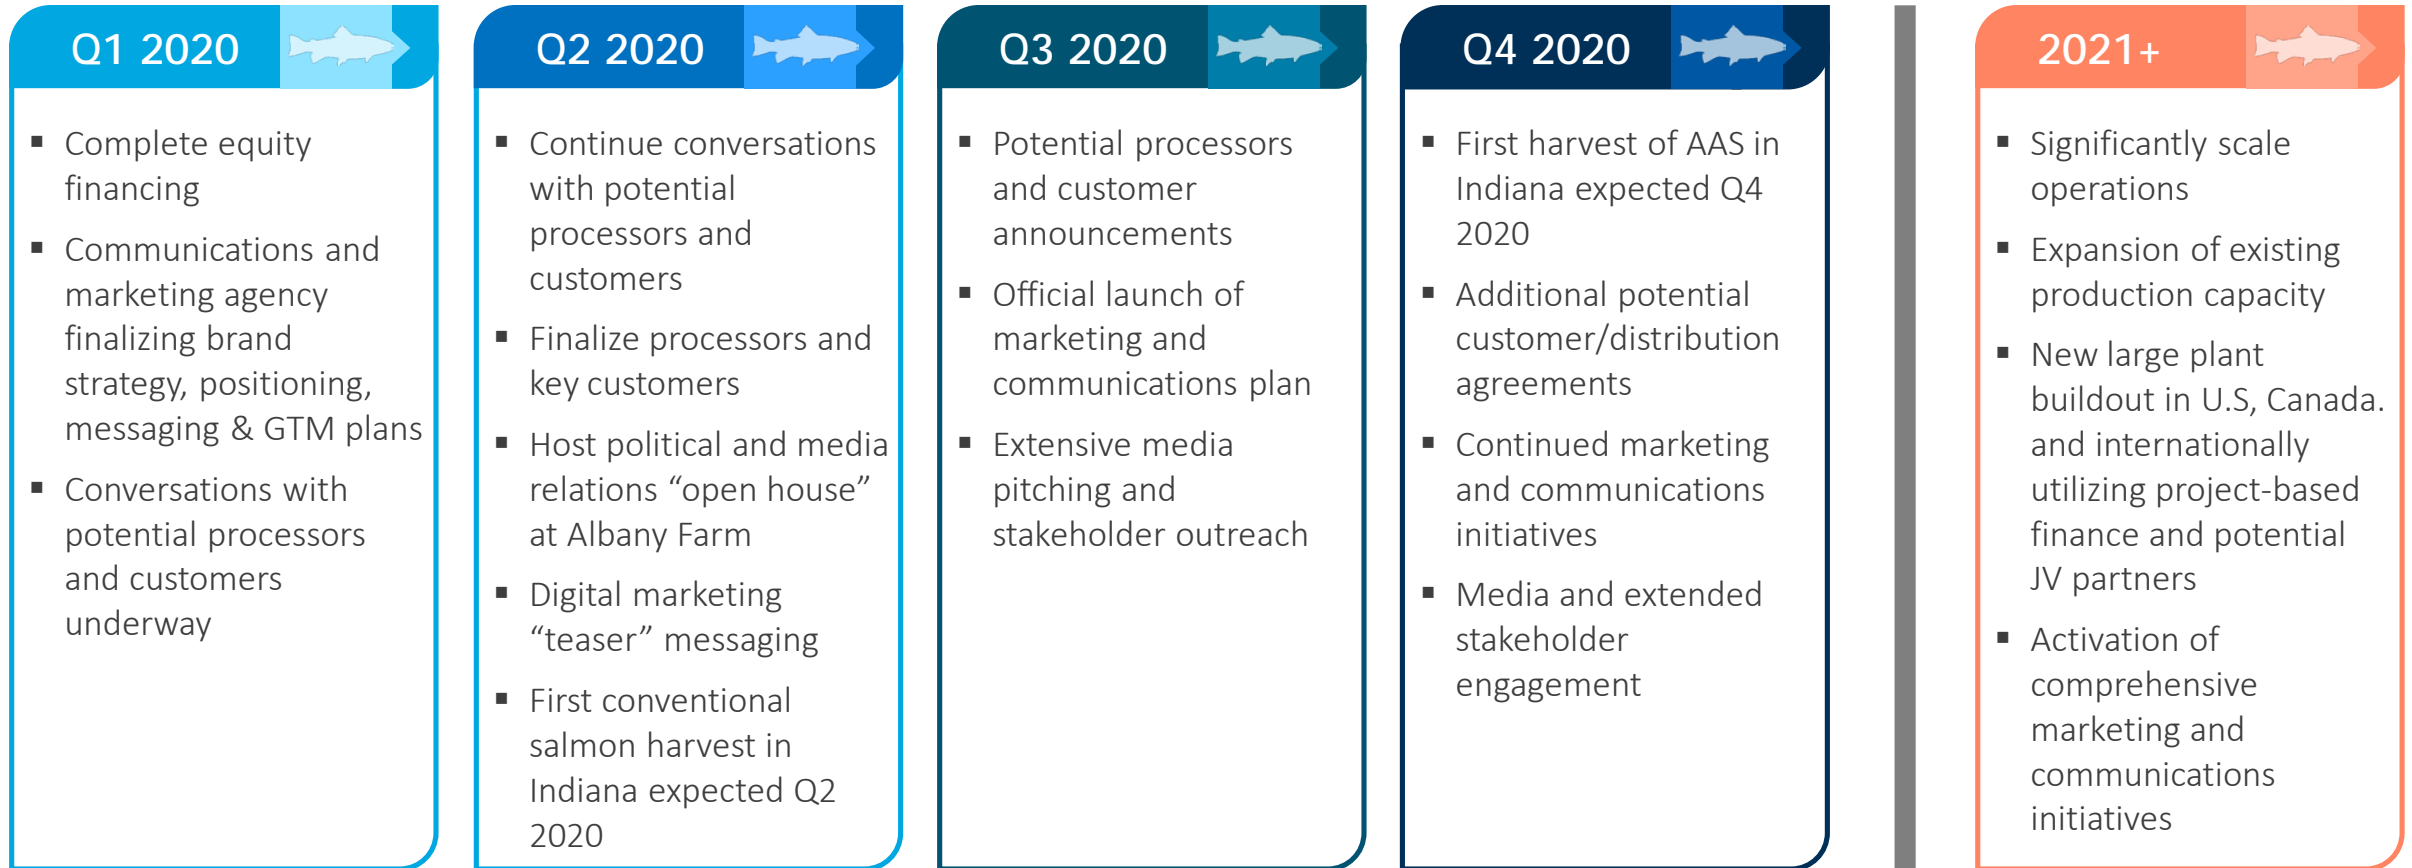 Q1 2020
▪ Complete equity
financing
▪ Communications and
marketing agency
finalizing brand
strategy, positioning,
messaging & GTM plans
▪ Conversations with
potential processors
and customers
underway
Q2 2020
▪ Continue conversations
with potential
processors and
customers
▪ Finalize processors and
key customers
▪ Host political and media
relations “open house”
at Albany Farm
▪ Digital marketing
“teaser” messaging
▪ First conventional
salmon harvest in
Indiana expected Q2
2020
Q3 2020
▪ Potential processors
and customer
announcements
▪ Official launch of
marketing and
communications plan
▪ Extensive media
pitching and
stakeholder outreach
Q4 2020
▪ First harvest of AAS in
Indiana expected Q4
2020
▪ Additional potential
customer/distribution
agreements
▪ Continued marketing
and communications
initiatives
▪ Media and extended
stakeholder
engagement
2021+
▪ Significantly scale
operations
▪ Expansion of existing
production capacity
▪ New large plant
buildout in U.S, Canada.
and internationally
utilizing project-based
finance and potential
JV partners
▪ Activation of
comprehensive
marketing and
communications
initiatives